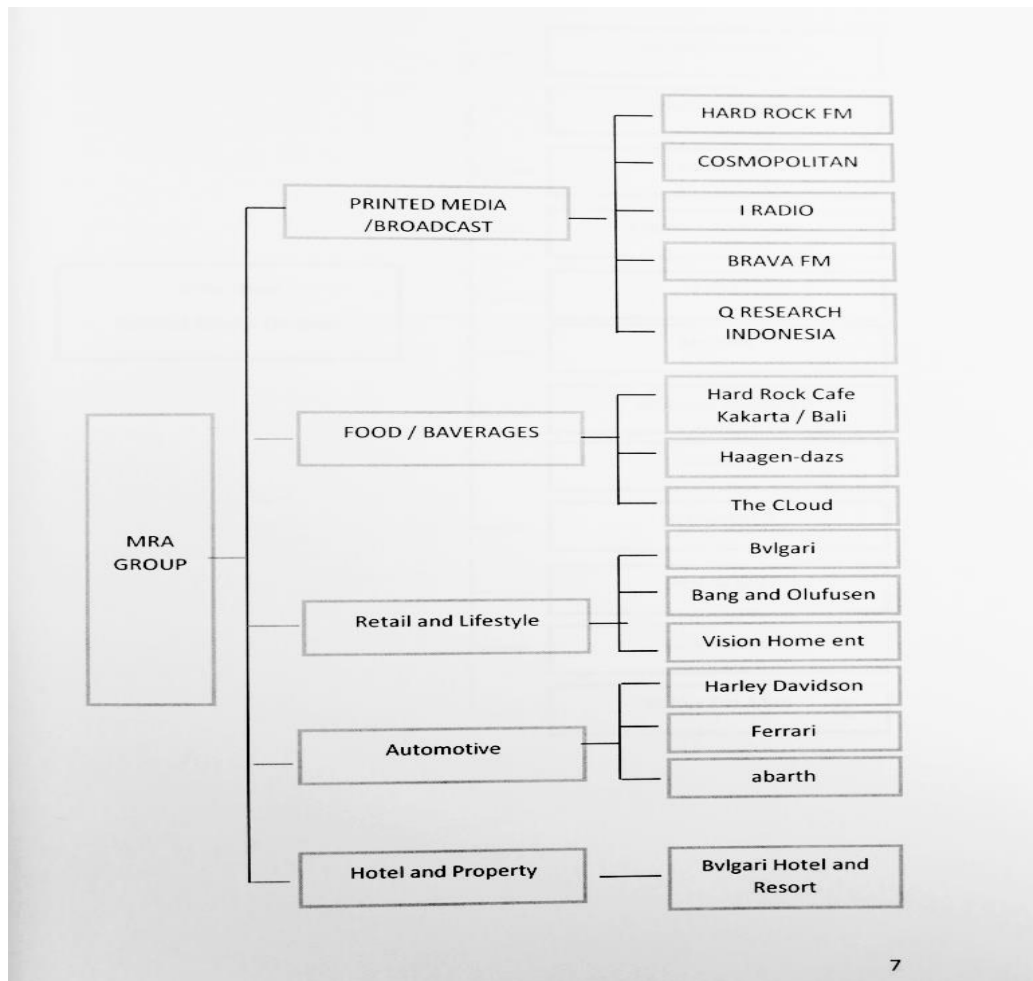 MRA
GROUP
PRINTED MEDIA
/BROADCAST
HARD ROCK FM
COSMOPOLITAN
I RADIO
BRAVA FM
Q RESEARCH
INDONESIA
FOOD / BAVERAGES
Hard Rock Cafe
Kakarta / Bali
Haagen-dazs
The CLoud
Retail and Lifestyle
Bvlgari
Bang and Olufusen
Vision Home ent
Automotive
Harley Davidson
Ferrari
abarth
Hotel and Property
Bvlgari Hotel and
Resort
7